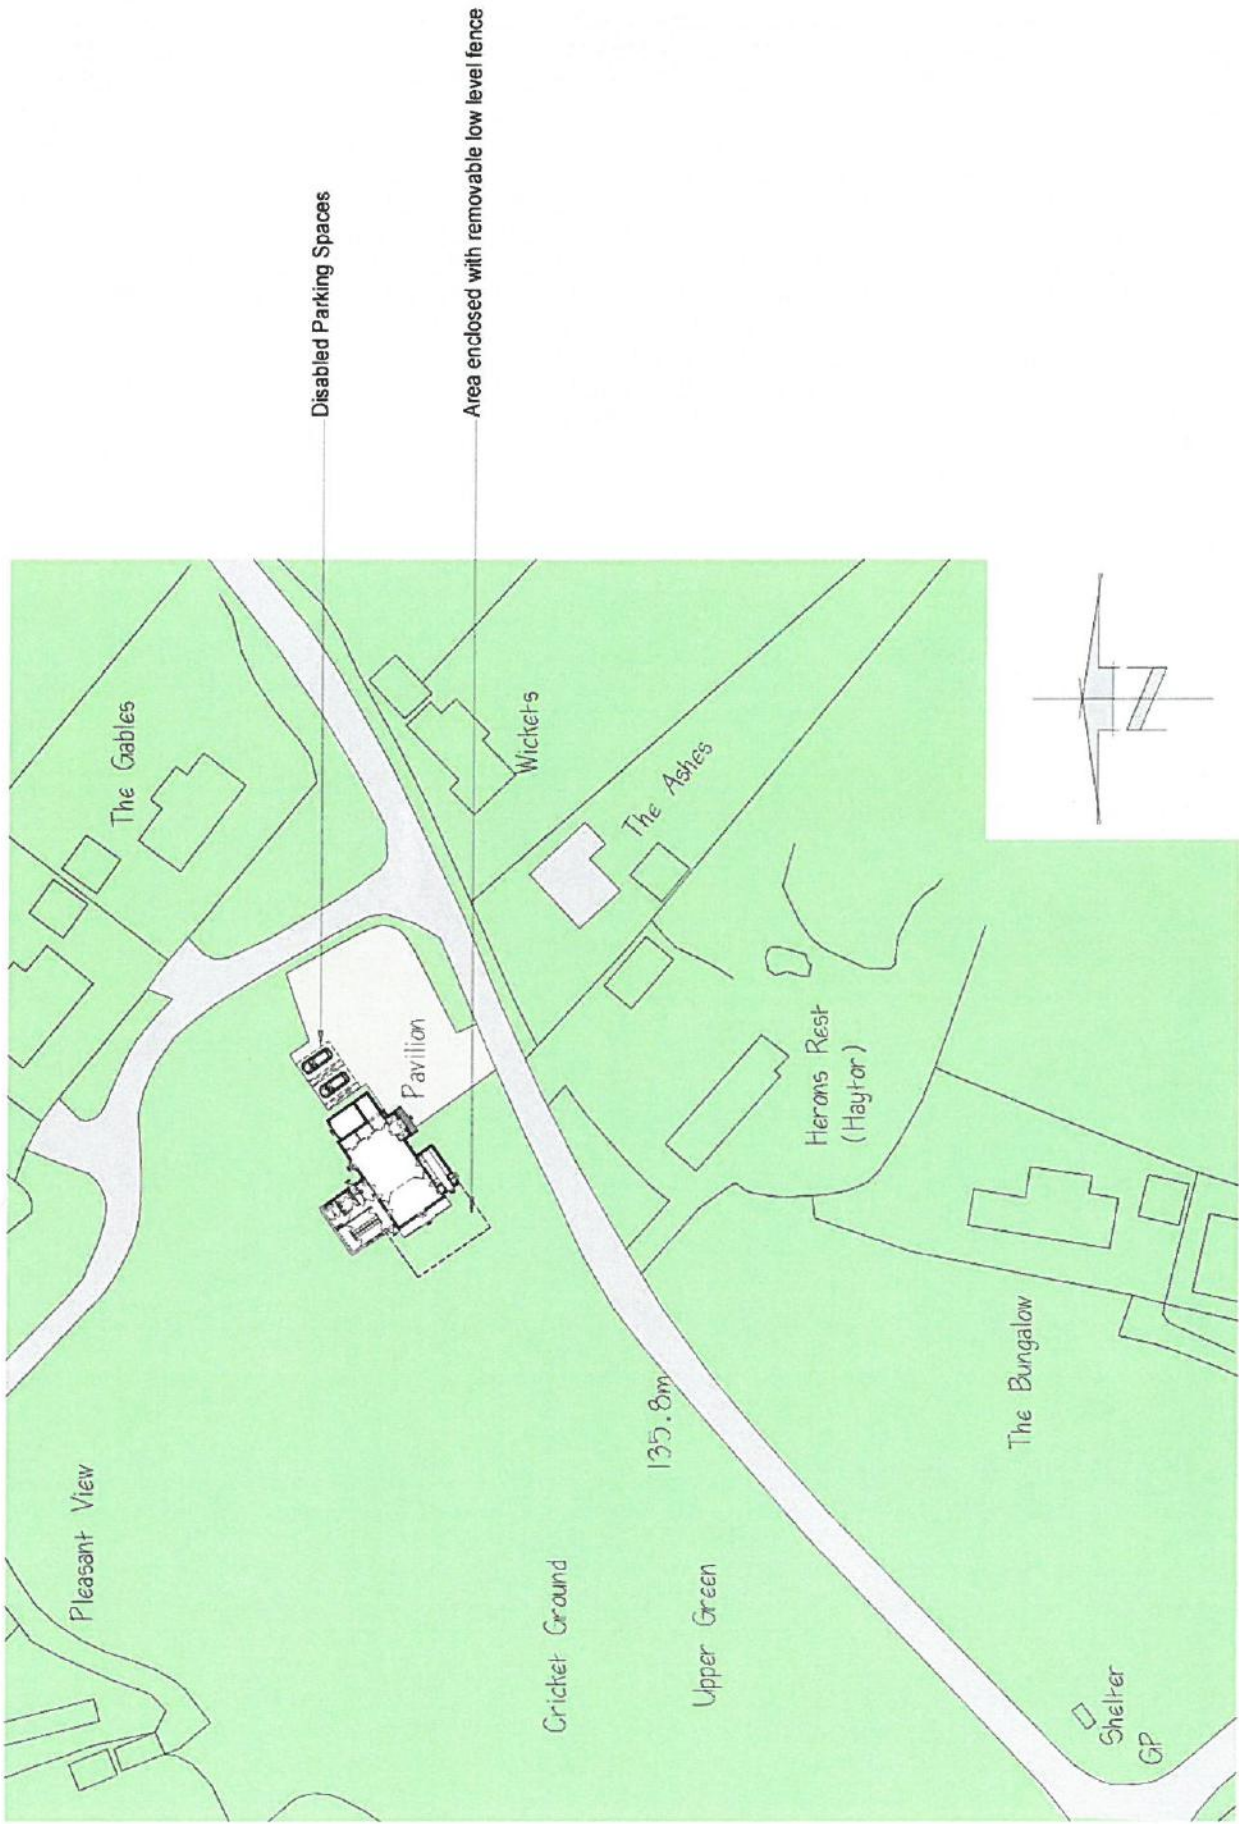 Disabled Parking Spaces
Area enclosed with removable low level fence
Pleasant View
The Gables
Pavilion
Wickets
The Ashes
Cricket Ground
135.8m
Upper Green
Herons Rest
(Haytor)
The Bungalow
Shelter
GP
N